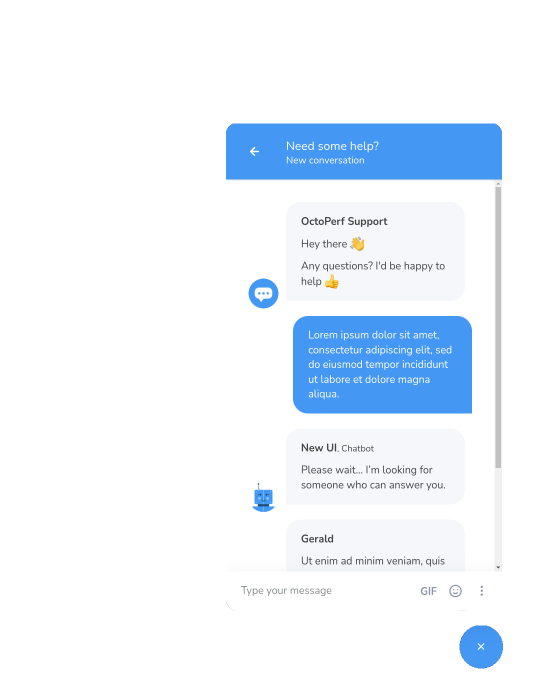 Need some help?
New conversation
OctoPerf Support
Hey there 👋
Any questions? I'd be happy to
help 👍
Lorem ipsum dolor sit amet,
consectetur adipiscing elit, sed
do eiusmod tempor incididunt
ut labore et dolore magna
aliqua.
New UI, Chatbot
Please wait... I'm looking for
someone who can answer you.
Gerald
Ut enim ad minim veniam, quis
Type your message GIF